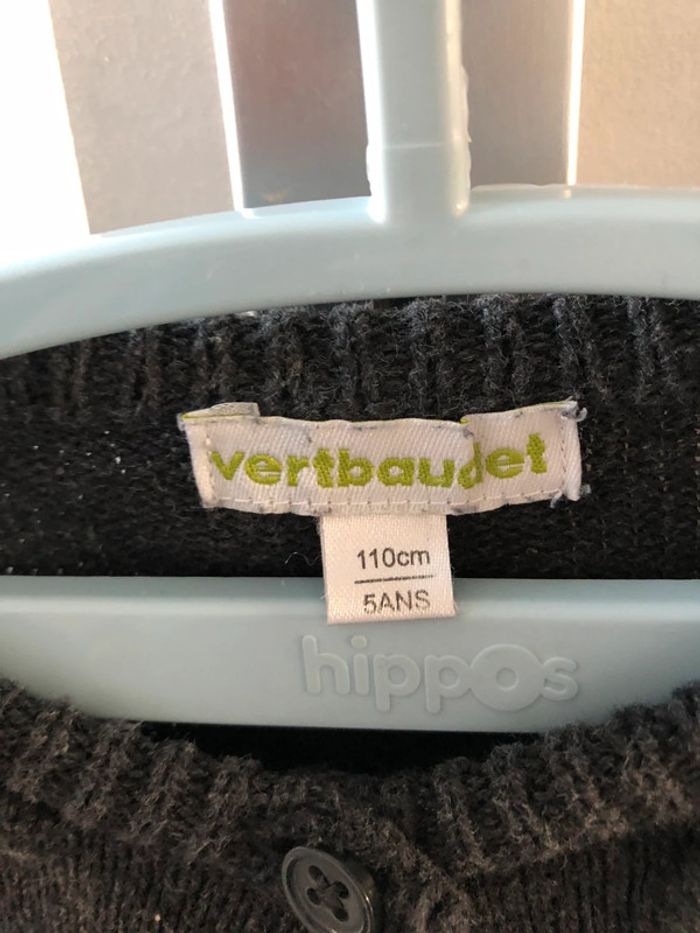 vertbaudet
110cm
5ANS
hippos